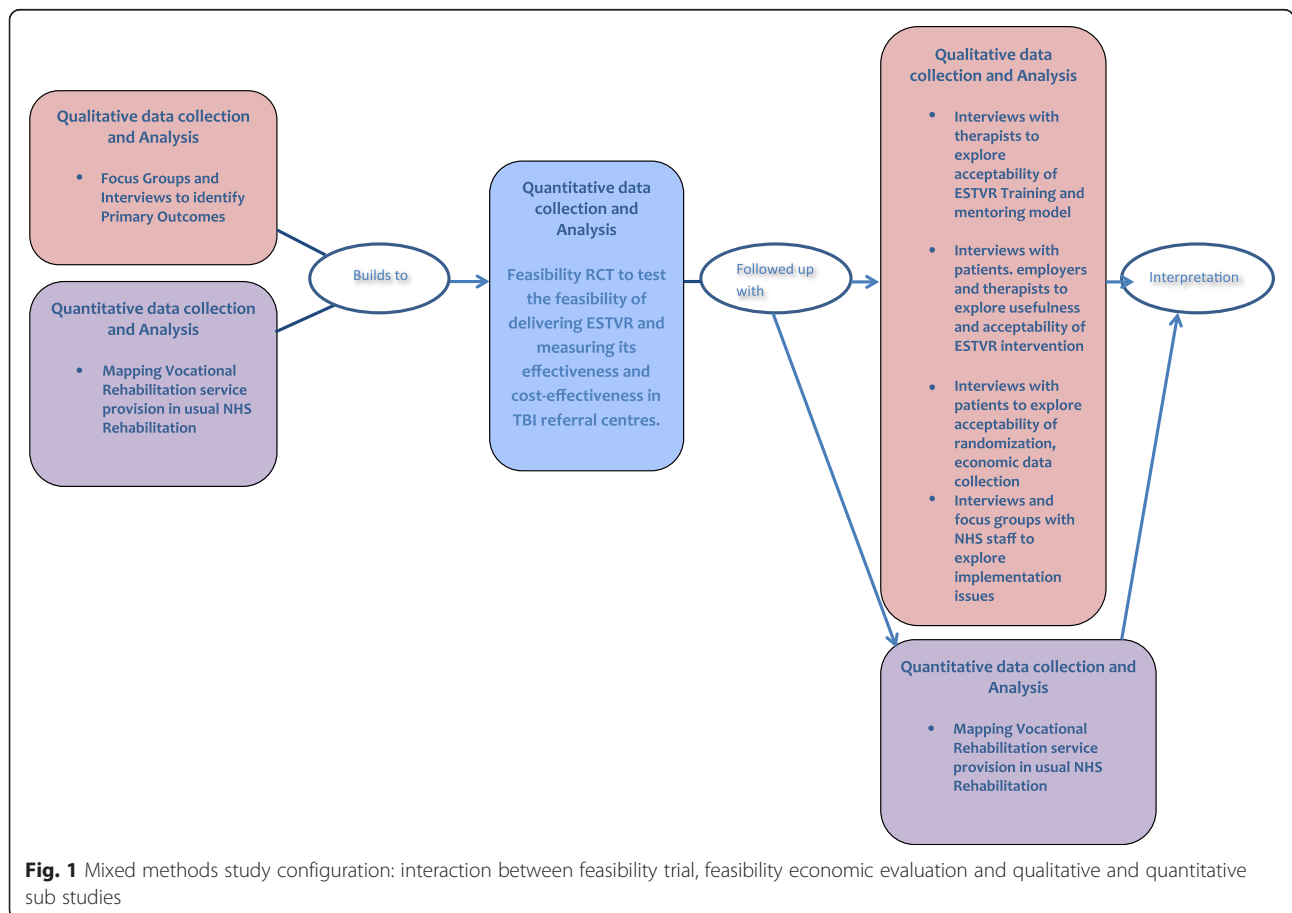 Qualitative data collection
and Analysis
• Focus Groups and
Interviews to identify
Primary Outcomes
Quantitative data collection
and Analysis
• Mapping Vocational
Rehabilitation service
provision in usual NHS
Rehabilitation
Builds to
Quantitative data
collection and
Analysis
Feasibility RCT to test
the feasibility of
delivering ESTVR and
measuring its
effectiveness and
cost-effectiveness in
TBI referral centres.
Followed up
with
Qualitative data
collection and Analysis
• Interviews with
therapists to
explore
acceptability of
ESTVR Training and
mentoring model
• Interviews with
patients. employers
and therapists to
explore usefulness
and acceptability of
ESTVR intervention
• Interviews with
patients to explore
acceptability of
randomization,
economic data
collection
• Interviews and
focus groups with
NHS staff to
explore
implementation
issues
Quantitative data collection and
Analysis
• Mapping Vocational
Rehabilitation service
provision in usual NHS
Rehabilitation
Interpretation
Fig. 1 Mixed methods study configuration: interaction between feasibility trial, feasibility economic evaluation and qualitative and quantitative
sub studies